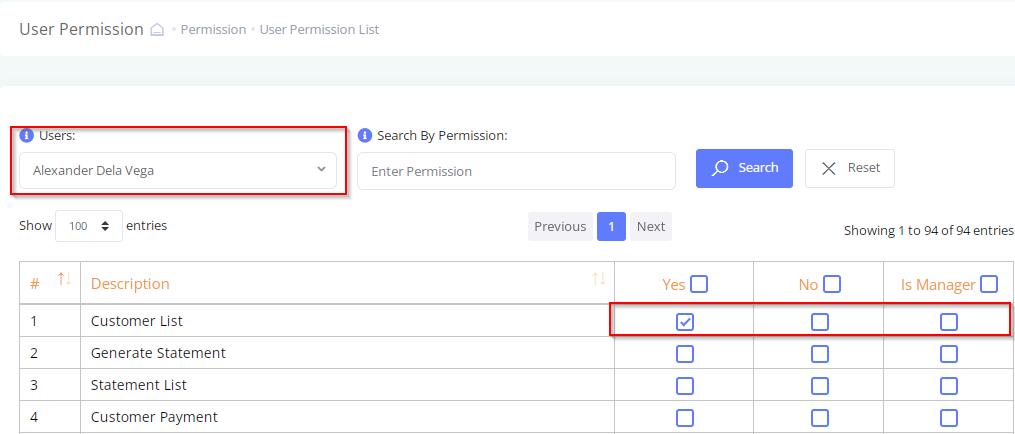 User Permission • Permission • User Permission List
Users: Search By Permission:
Alexander Dela Vega Enter Permission Search Reset
Show 100 entries Previous 1 Next Showing 1 to 94 of 94 entries
# Description Yes No Is Manager
1 Customer List
2 Generate Statement
3 Statement List
4 Customer Payment